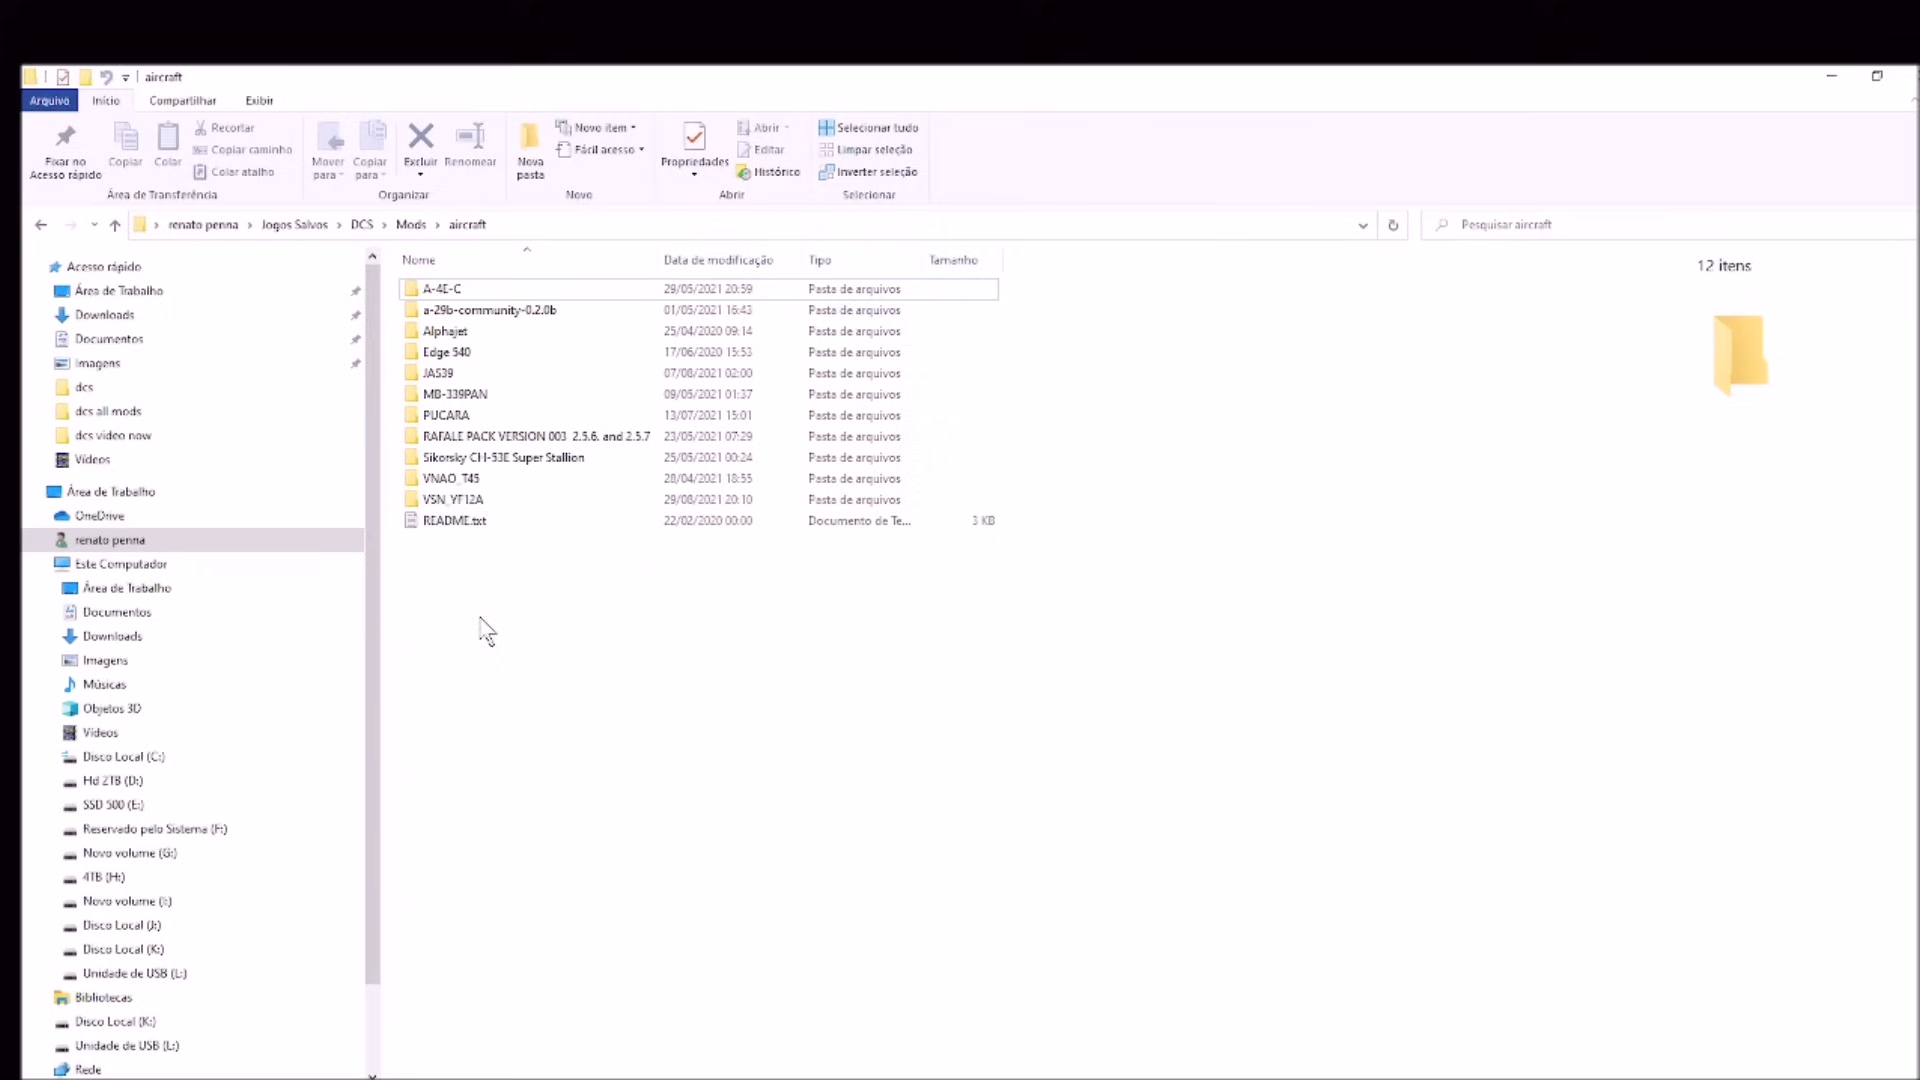 aircraft
Arquivo Início Compartilhar Exibir
Fixar no Acesso rápido Copiar Colar Recortar Copiar caminho Colar atalho Mover para Copiar para Excluir Renomear Nova pasta Novo item Fácil acesso Propriedades Abrir Editar Histórico Selecionar tudo Limpar seleção Inverter seleção
Área de Transferência Organizar Novo Abrir Selecionar
renato penna › Jogos Salvos › DCS › Mods › aircraft
Pesquisar aircraft
Acesso rápido
Área de Trabalho
Downloads
Documentos
Imagens
dcs
dcs all mods
dcs video now
Vídeos
Área de Trabalho
OneDrive
renato penna
Este Computador
Área de Trabalho
Documentos
Downloads
Imagens
Músicas
Objetos 3D
Vídeos
Disco Local (C:)
Hd 2TB (D:)
SSD 500 (E:)
Reservado pelo Sistema (F:)
Novo volume (G:)
4TB (H:)
Novo volume (I:)
Disco Local (J:)
Disco Local (K:)
Unidade de USB (L:)
Bibliotecas
Disco Local (K:)
Unidade de USB (L:)
Rede
Nome Data de modificação Tipo Tamanho
A-4E-C 29/05/2021 20:59 Pasta de arquivos
a-29b-community-0.2.0b 01/05/2021 16:43 Pasta de arquivos
Alphajet 25/04/2020 09:14 Pasta de arquivos
Edge 540 17/06/2020 15:53 Pasta de arquivos
JAS39 07/08/2021 02:00 Pasta de arquivos
MB-339PAN 09/05/2021 01:37 Pasta de arquivos
PUCARA 13/07/2021 15:01 Pasta de arquivos
RAFALE PACK VERSION 003 2.5.6. and 2.5.7 23/05/2021 07:29 Pasta de arquivos
Sikorsky CH-53E Super Stallion 25/05/2021 00:24 Pasta de arquivos
VNAO_T45 28/04/2021 18:55 Pasta de arquivos
VSN_YF12A 29/08/2021 20:10 Pasta de arquivos
README.txt 22/02/2020 00:00 Documento de Te... 3 KB
12 itens